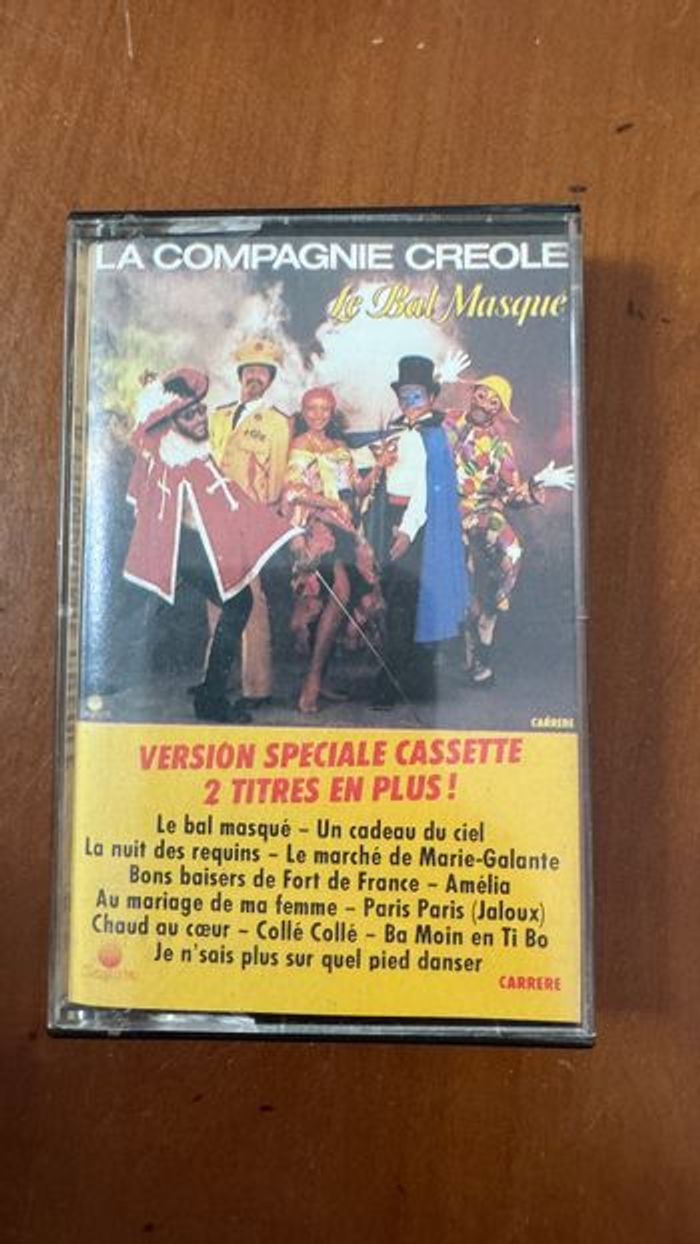 LA COMPAGNIE CREOLE
Le Bal Masqué
CARRERE
VERSION SPECIALE CASSETTE
2 TITRES EN PLUS !
Le bal masqué – Un cadeau du ciel
La nuit des requins – Le marché de Marie-Galante
Bons baisers de Fort de France – Amélia
Au mariage de ma femme – Paris Paris (Jaloux)
Chaud au cœur – Collé Collé – Ba Moin en Ti Bo
Je n'sais plus sur quel pied danser
CARRERE